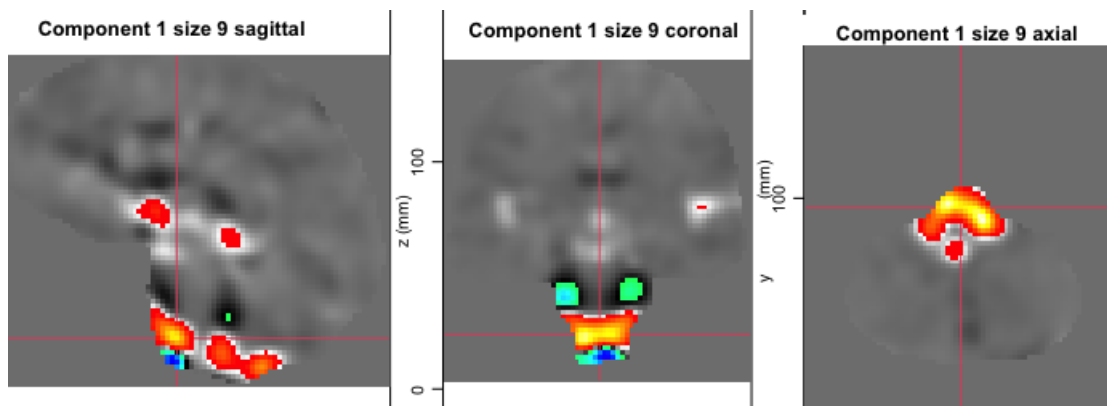 Component 1 size 9 sagittal
Component 1 size 9 coronal
Component 1 size 9 axial
100
z (mm)
0
(mm)
100
y